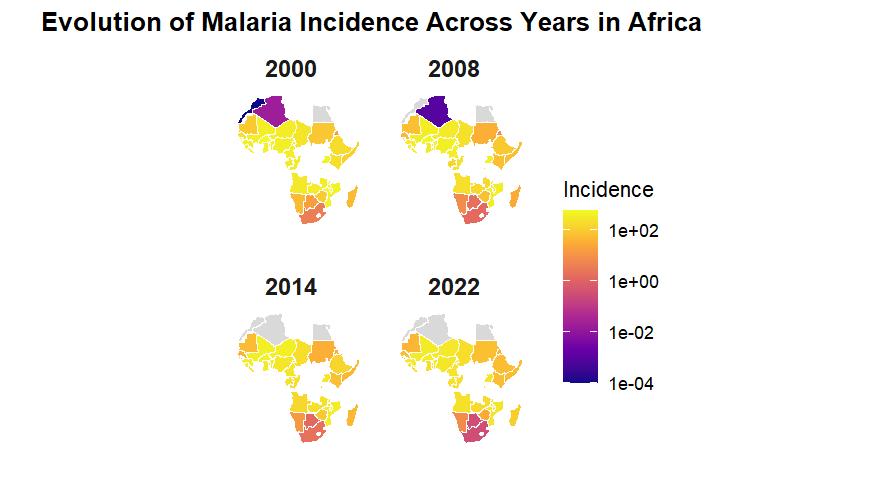 Evolution of Malaria Incidence Across Years in Africa
2000
2008
2014
2022
Incidence
1e+02
1e+00
1e-02
1e-04